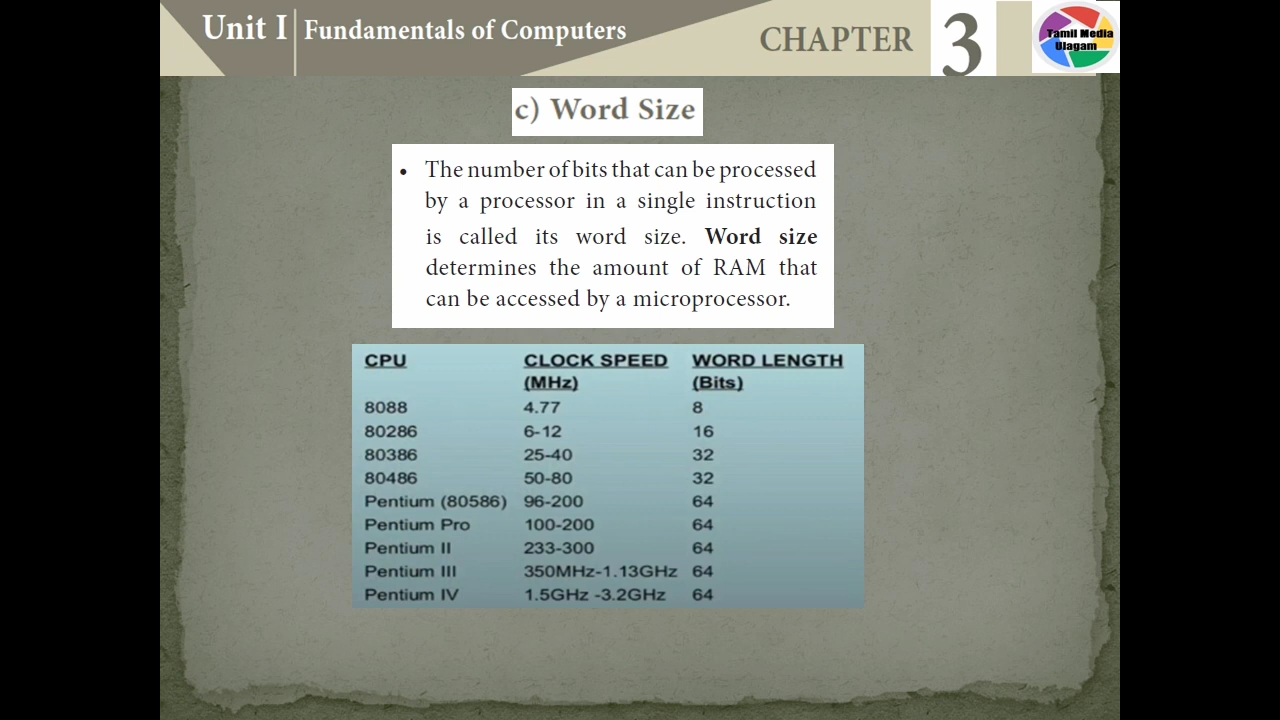 Unit I Fundamentals of Computers
CHAPTER 3
Tamil Media
Ulagam
c) Word Size
• The number of bits that can be processed
by a processor in a single instruction
is called its word size. Word size
determines the amount of RAM that
can be accessed by a microprocessor.
CPU CLOCK SPEED WORD LENGTH
(MHz) (Bits)
8088 4.77 8
80286 6-12 16
80386 25-40 32
80486 50-80 32
Pentium (80586) 96-200 64
Pentium Pro 100-200 64
Pentium II 233-300 64
Pentium III 350MHz-1.13GHz 64
Pentium IV 1.5GHz -3.2GHz 64